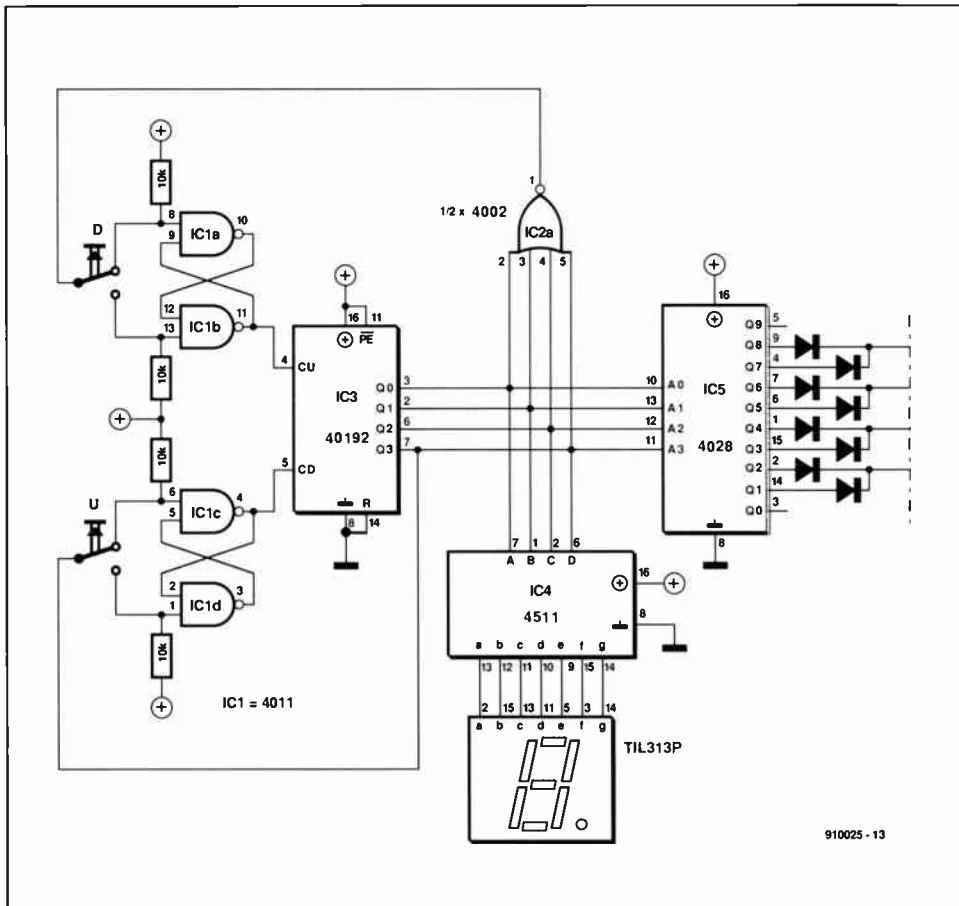 10k
D
8
9
IC1a
10
12
13
IC1b
11
10k
10k
U
6
5
IC1c
4
2
1
IC1d
3
10k
IC1 = 4011
1
1/2 x 4002
IC2a
2 3 4 5
16 11
PE
4 CU
IC3
40192
5 CD
Q0 3
Q1 2
Q2 6
Q3 7
R
8 14
16
10 A0
13 A1
12 A2
11 A3
IC5
4028
Q9 5
Q8 9
Q7 4
Q6 7
Q5 6
Q4 1
Q3 15
Q2 2
Q1 14
Q0 3
8
7 1 2 6
A B C D
IC4
4511
16
8
a b c d e f g
13 12 11 10 9 15 14
2 15 13 11 5 3 14
a b c d e f g
TIL313P
910025 - 13